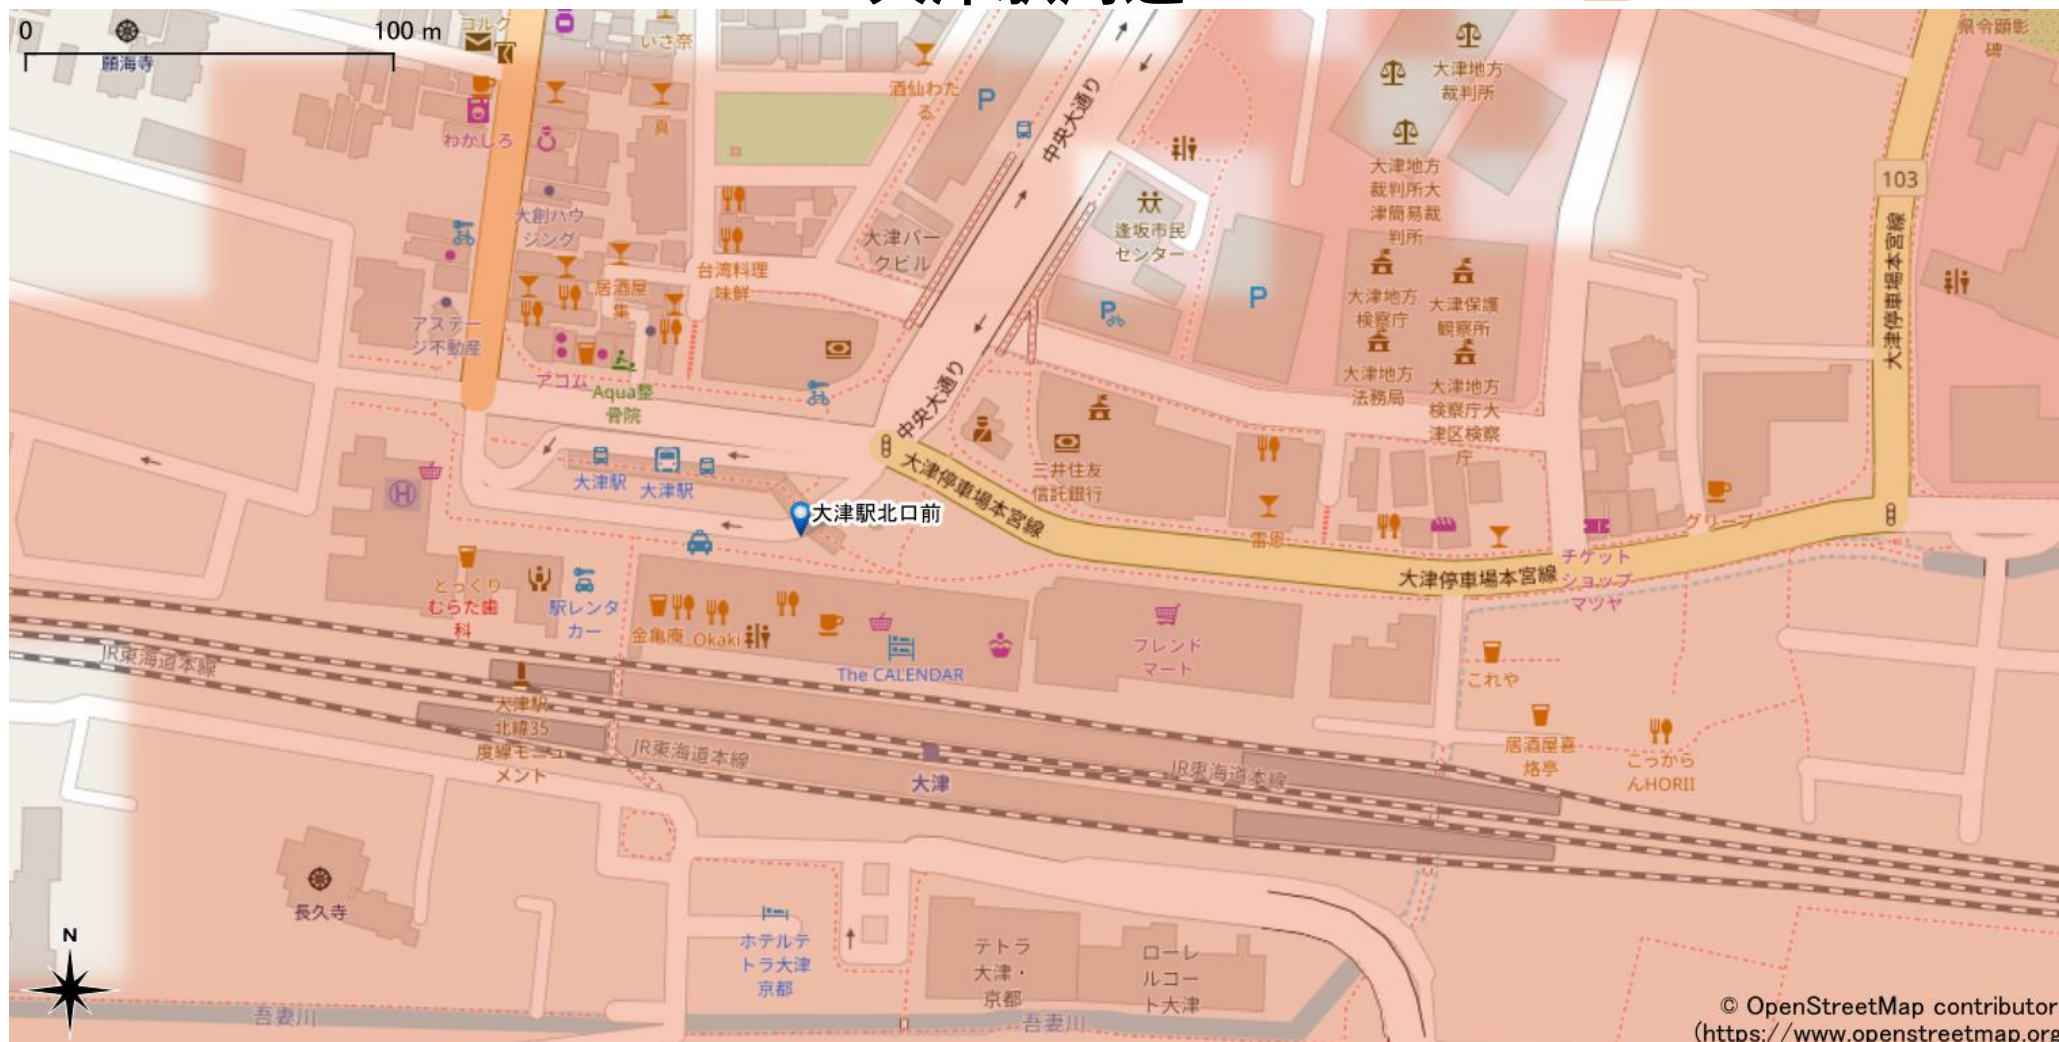 0
100 m
コルク
いさ奈
願海寺
わかしろ
真
酒仙わた
る
中央大通り
大津地方
裁判所
県令顕彰
碑
大津地方
裁判所大
津簡易裁
判所
103
大創ハウ
ジング
大津パー
クビル
逢坂市民
センター
台湾料理
味鮮
居酒屋
集
大津地方
検察庁
大津保護
観察所
大津停車場本宮線
アステー
ジ不動産
アコム
Aqua整
骨院
大津地方
法務局
大津地方
検察庁大
津区検察
庁
中央大通り
大津駅
大津駅
三井住友
信託銀行
大津停車場本宮線
大津駅北口前
雷恩
グリーブ
大津停車場本宮線
チケット
ショップ
マツヤ
とっくり
むらた歯
科
駅レンタ
カー
金亀庵
Okaki
The CALENDAR
フレンド
マート
これや
JR東海道本線
大津駅
北緯35
度線モニュ
メント
JR東海道本線
大津
JR東海道本線
居酒屋喜
烙亭
こっから
んHORII
長久寺
N
ホテルテ
トラ大津
京都
テトラ
大津・
京都
ローレ
ルコー
ト大津
吾妻川
吾妻川
© OpenStreetMap contributor
(https://www.openstreetmap.org